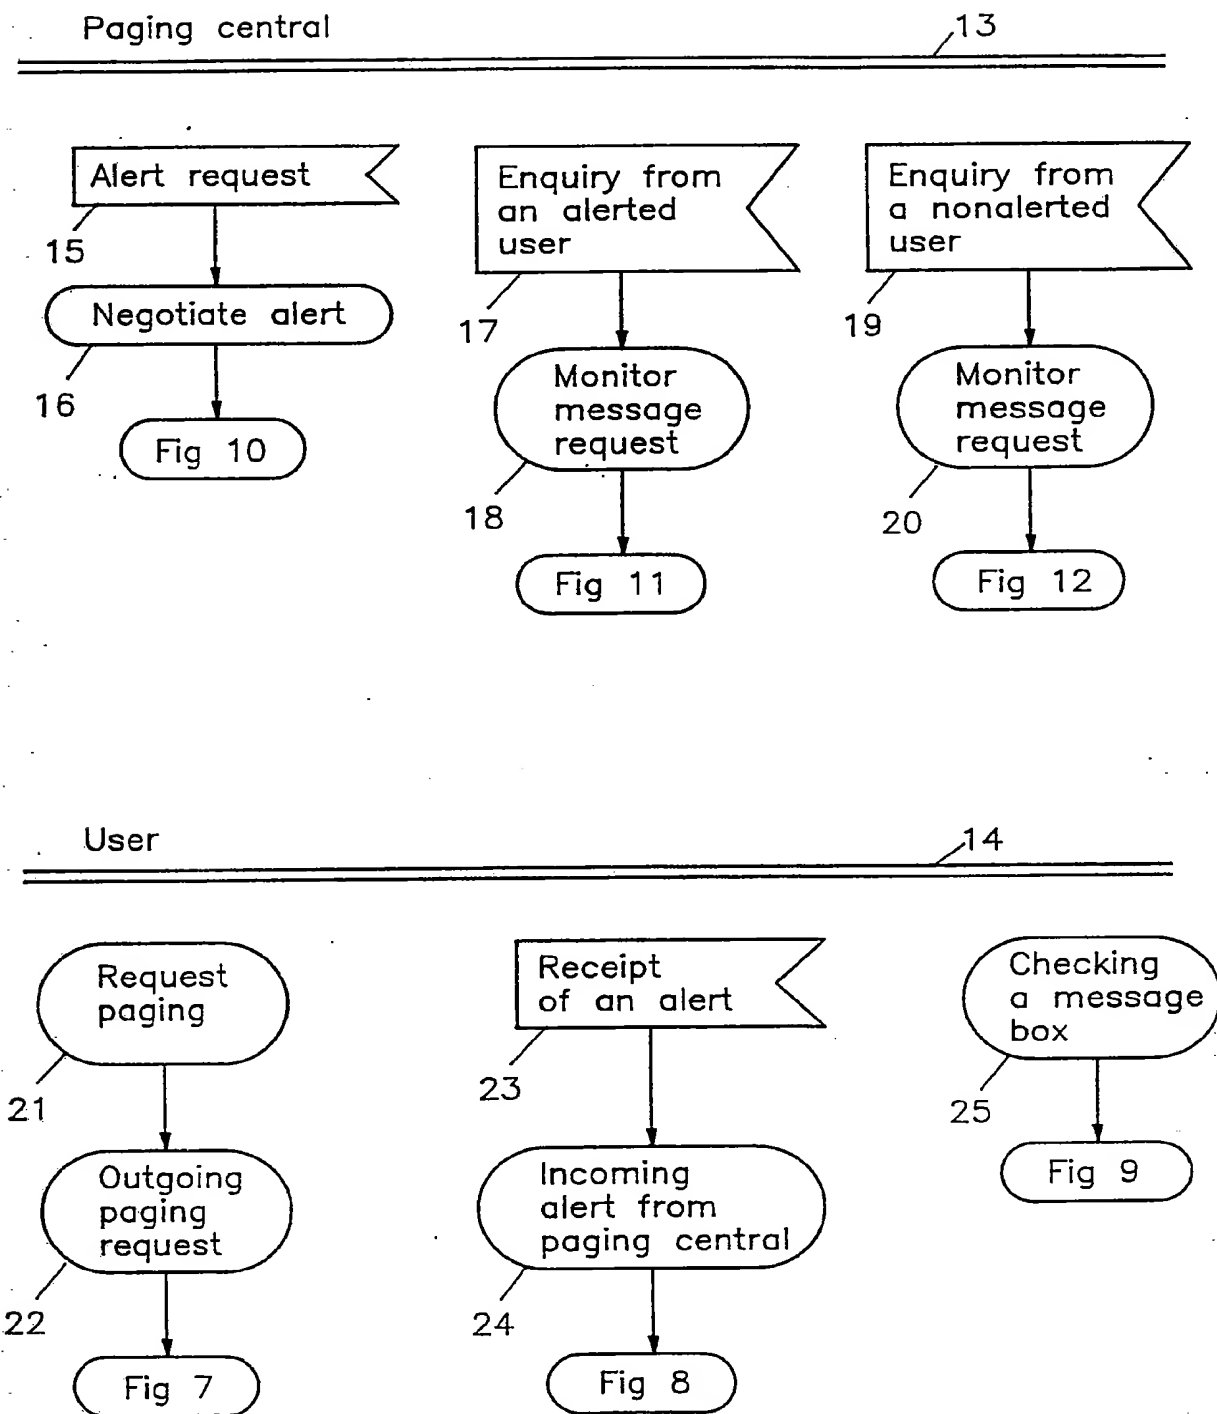 Paging central
13
Alert request
15
Negotiate alert
16
Fig 10
Enquiry from
an alerted
user
17
Monitor
message
request
18
Fig 11
Enquiry from
a nonalerted
user
19
Monitor
message
request
20
Fig 12
User
14
Request
paging
21
Outgoing
paging
request
22
Fig 7
Receipt
of an alert
23
Incoming
alert from
paging central
24
Fig 8
Checking
a message
box
25
Fig 9